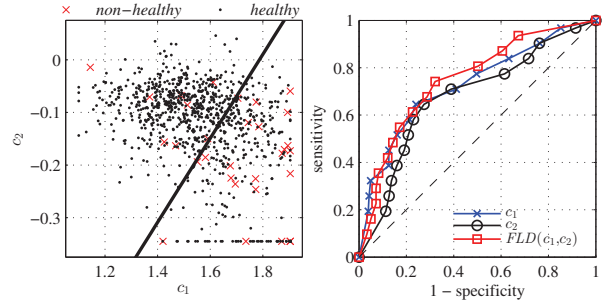 × non-healthy • healthy
0
−0.1
−0.2
−0.3
c₂
1.2 1.4 1.6 1.8
c₁
1
0.8
0.6
0.4
0.2
0
sensitivity
c₁
c₂
FLD(c₁,c₂)
0 0.2 0.4 0.6 0.8 1
1 − specificity